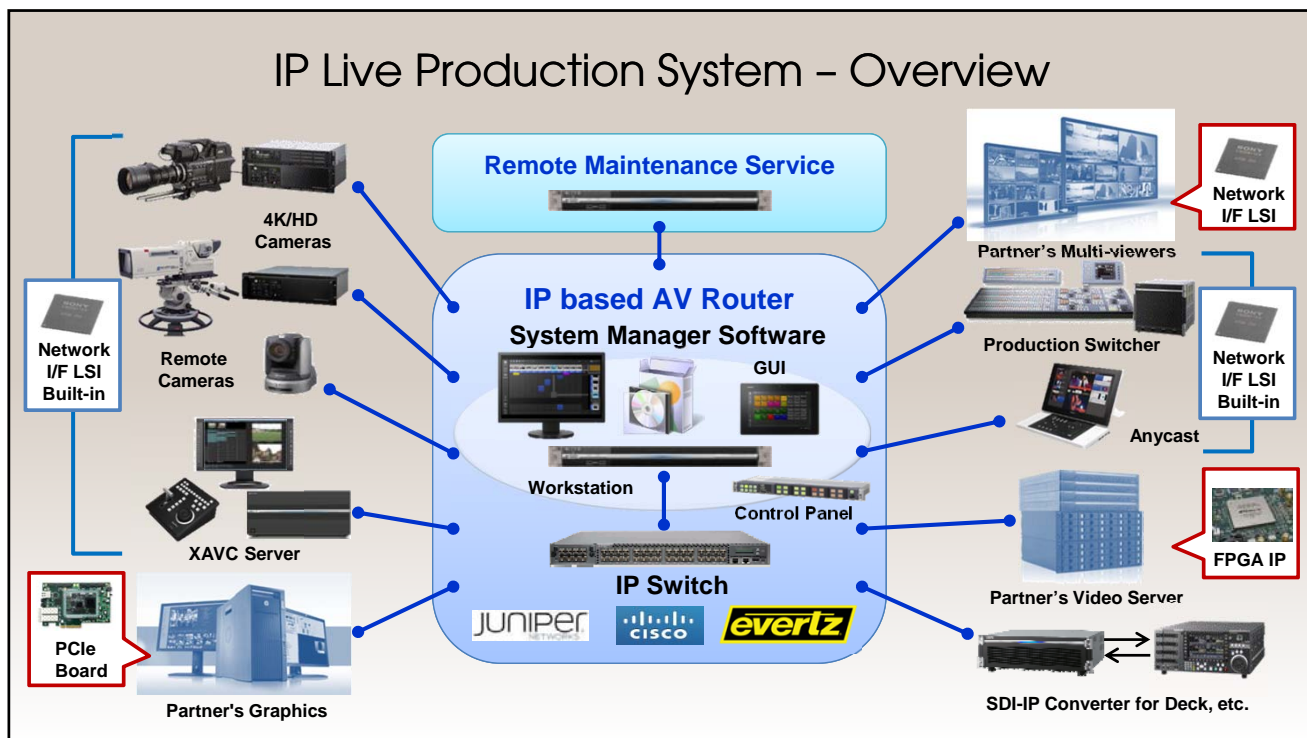 IP Live Production System – Overview
4K/HD
Cameras
Remote
Cameras
XAVC Server
Network
I/F LSI
Built-in
SONY
PCIe
Board
Partner's Graphics
Remote Maintenance Service
IP based AV Router
System Manager Software
GUI
Workstation
Control Panel
IP Switch
JUNIPER
NETWORKS
CISCO
evertz
Partner's Multi-viewers
SONY
Network
I/F LSI
Production Switcher
SONY
Network
I/F LSI
Built-in
Anycast
Partner's Video Server
FPGA IP
SDI-IP Converter for Deck, etc.